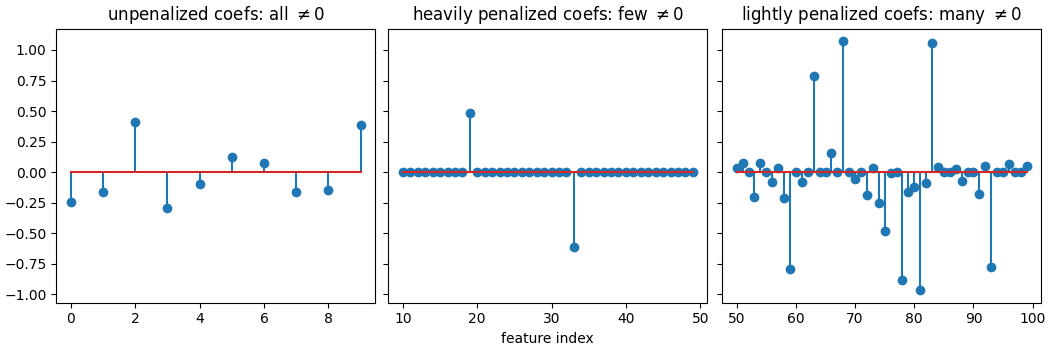 unpenalized coefs: all ≠0
heavily penalized coefs: few ≠0
lightly penalized coefs: many ≠0
1.00
0.75
0.50
0.25
0.00
−0.25
−0.50
−0.75
−1.00
0 2 4 6 8
10 20 30 40 50
50 60 70 80 90 100
feature index